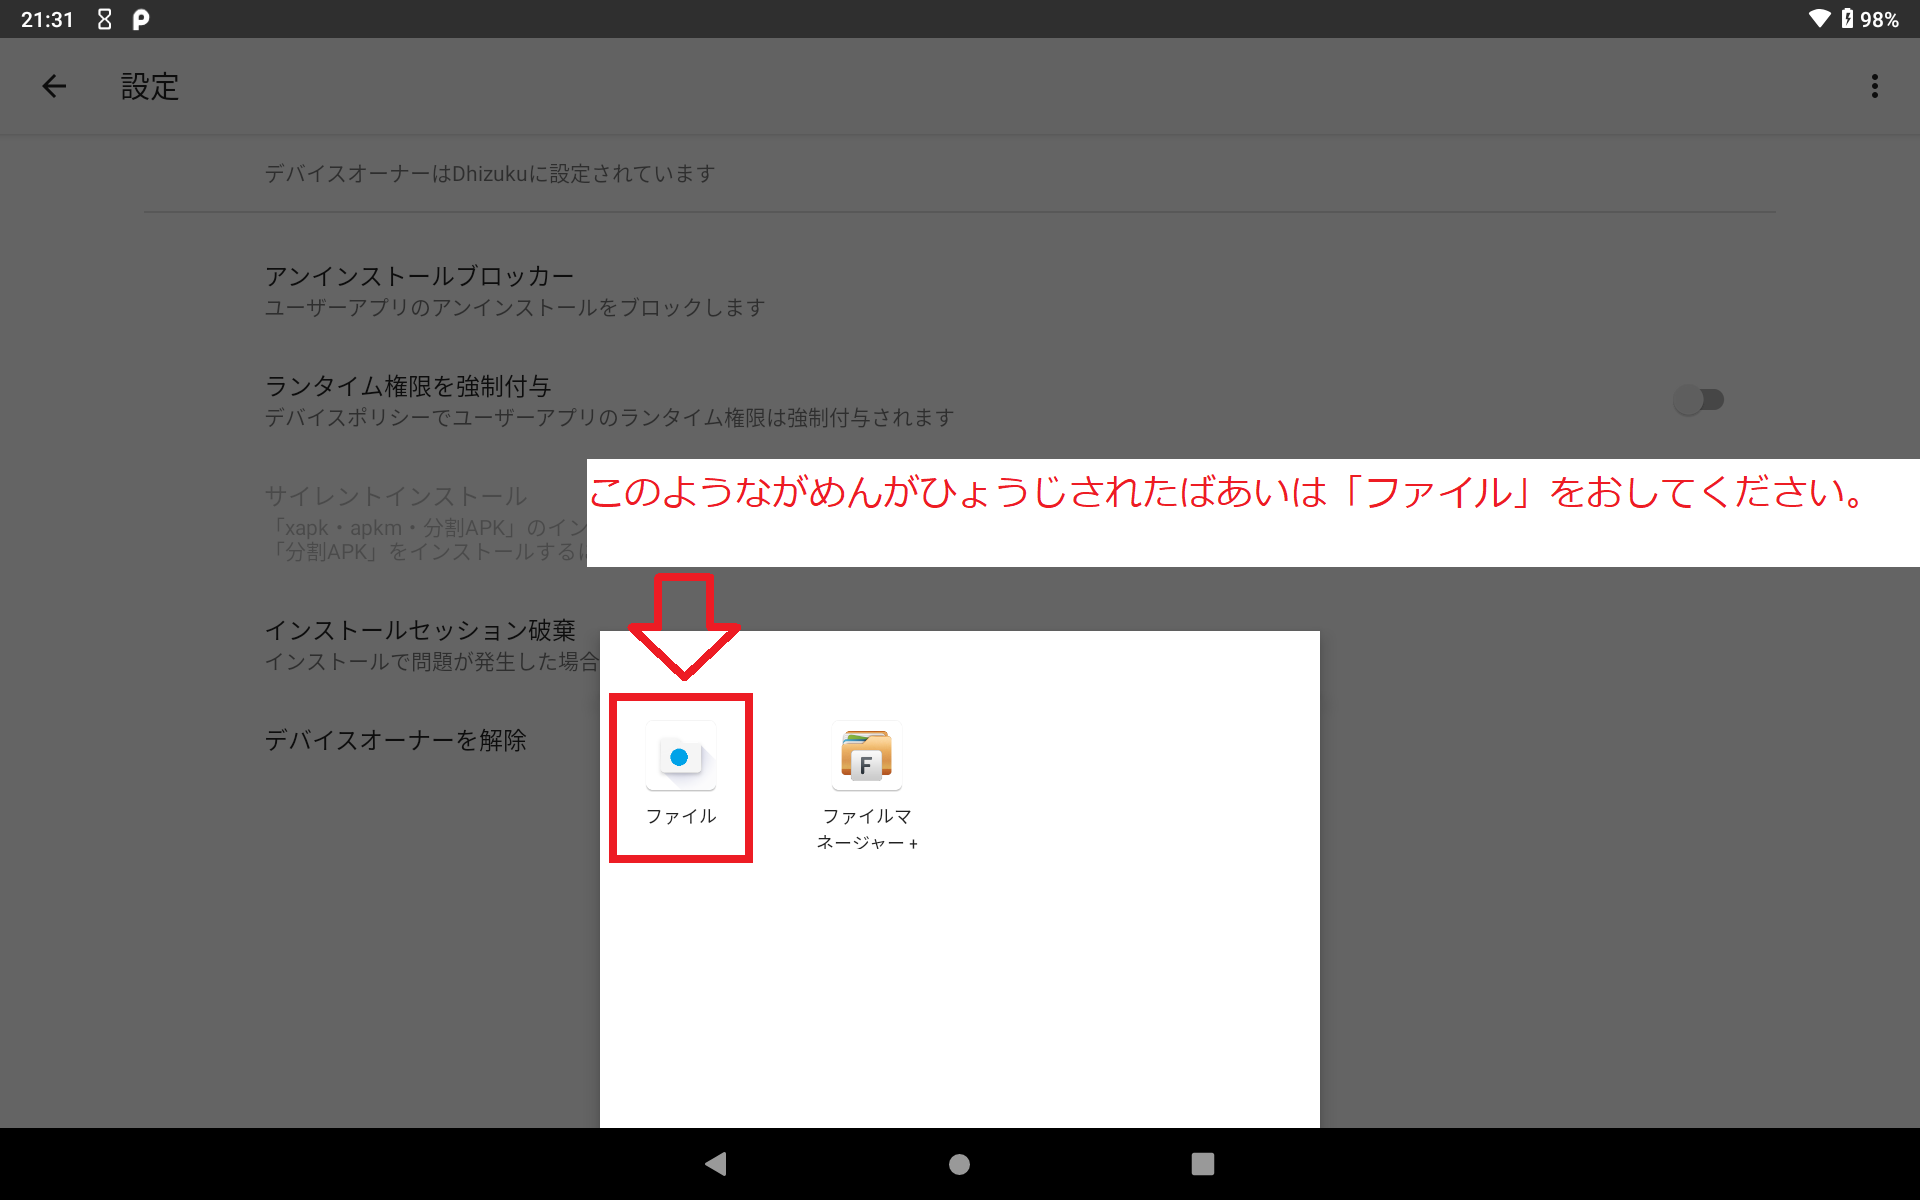 21:31
98%
設定
デバイスオーナーはDhizukuに設定されています
アンインストールブロッカー
ユーザーアプリのアンインストールをブロックします
ランタイム権限を強制付与
デバイスポリシーでユーザーアプリのランタイム権限は強制付与されます
サイレントインストール
「xapk・apkm・分割APK」のイン
「分割APK」をインストールするに
このようながめんがひょうじされたばあいは「ファイル」をおしてください。
インストールセッション破棄
インストールで問題が発生した場合
デバイスオーナーを解除
F
ファイル
ファイルマ
ネージャー +